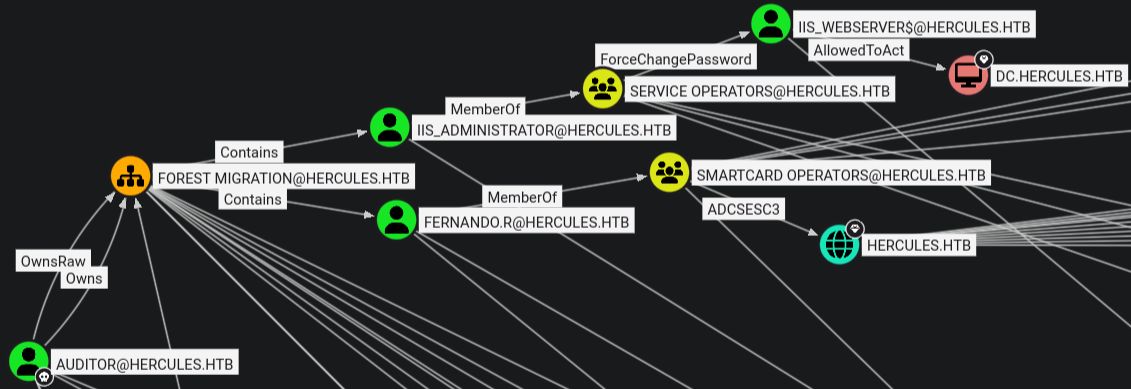 IIS_WEBSERVER$@HERCULES.HTB
AllowedToAct
ForceChangePassword
DC.HERCULES.HTB
SERVICE OPERATORS@HERCULES.HTB
MemberOf
IIS_ADMINISTRATOR@HERCULES.HTB
Contains
FOREST MIGRATION@HERCULES.HTB
SMARTCARD OPERATORS@HERCULES.HTB
Contains
MemberOf
ADCSESC3
FERNANDO.R@HERCULES.HTB
HERCULES.HTB
OwnsRaw
Owns
AUDITOR@HERCULES.HTB